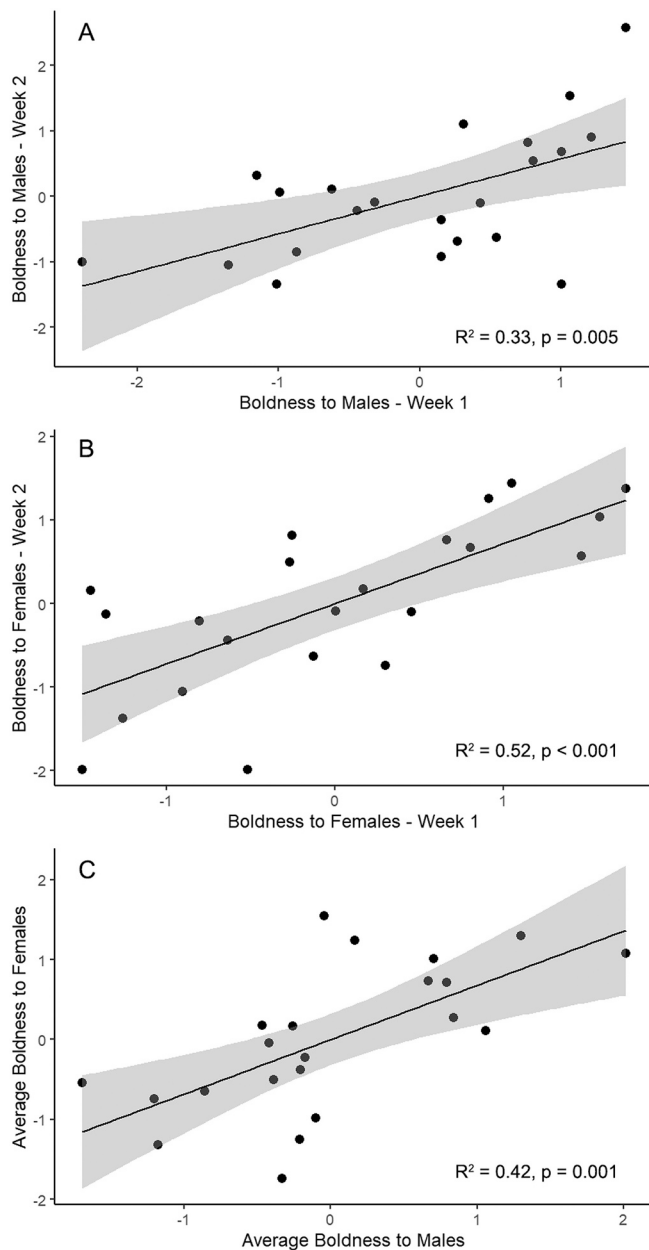 A
Boldness to Males - Week 2
2
1
0
-1
-2
R² = 0.33, p = 0.005
-2 -1 0 1
Boldness to Males - Week 1
B
Boldness to Females - Week 2
2
1
0
-1
-2
R² = 0.52, p < 0.001
-1 0 1
Boldness to Females - Week 1
C
Average Boldness to Females
2
1
0
-1
-2
R² = 0.42, p = 0.001
-1 0 1 2
Average Boldness to Males